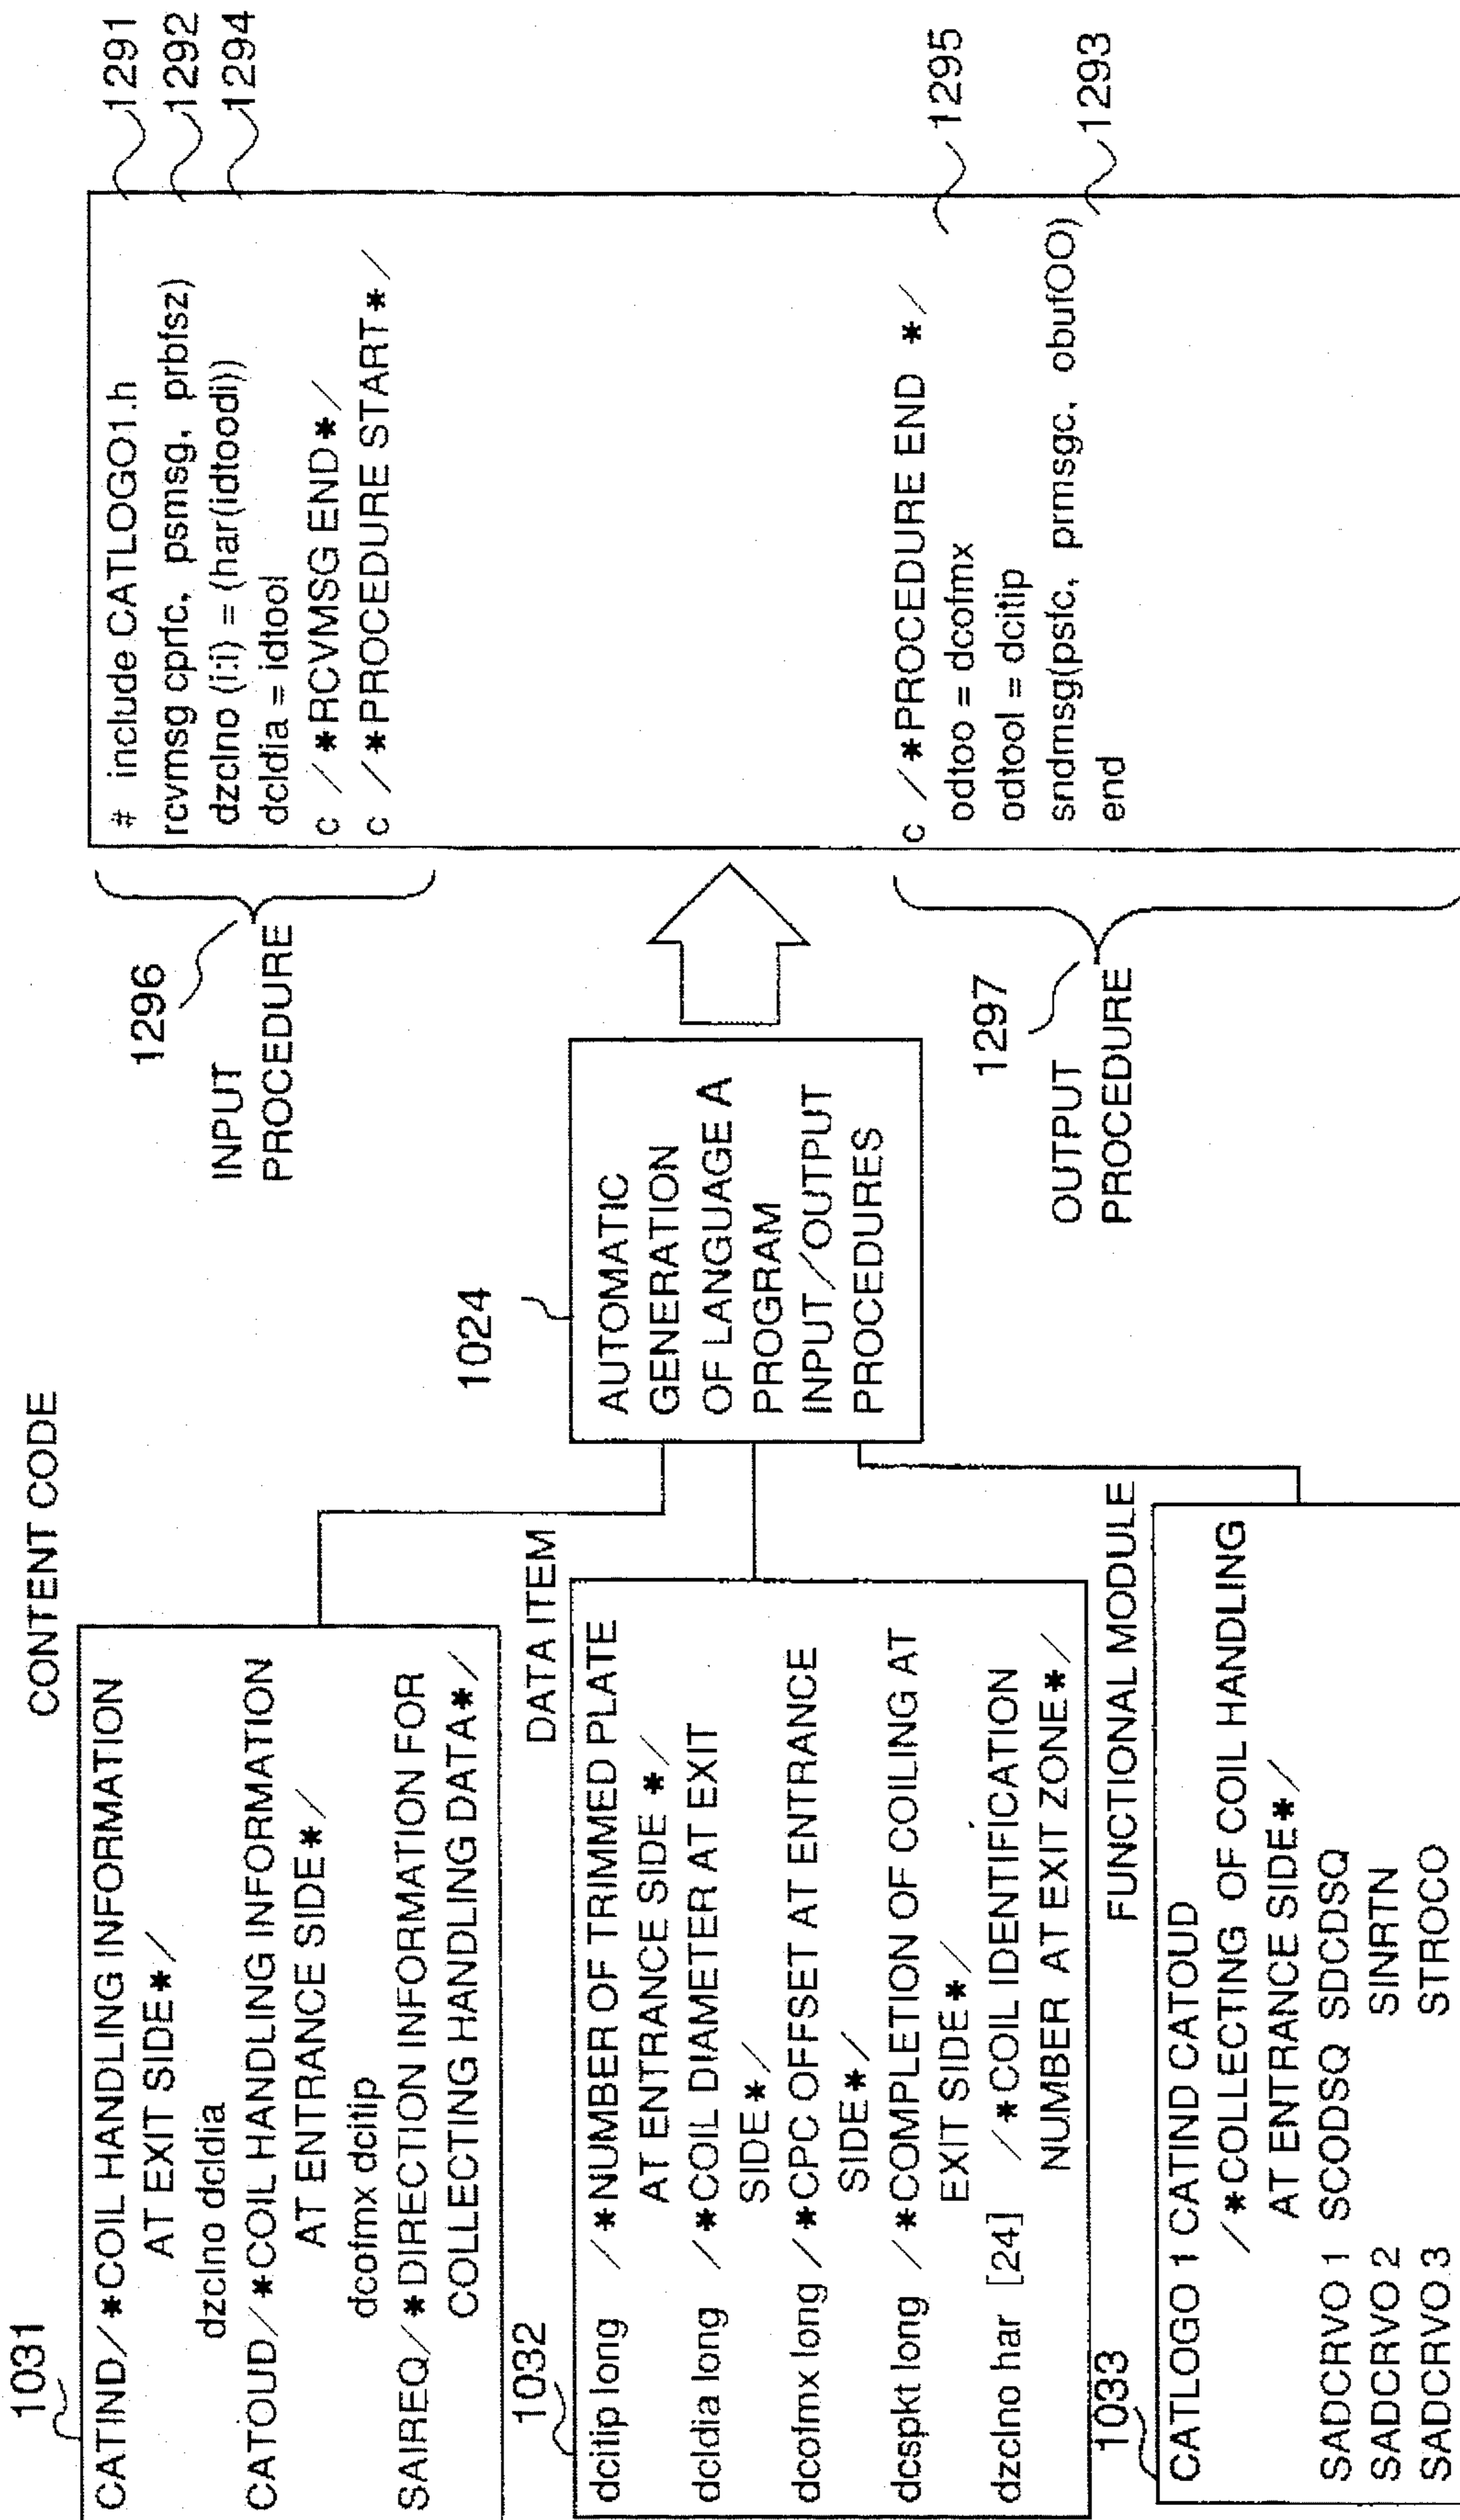 CONTENT CODE
1031
CATIND/*COIL HANDLING INFORMATION
AT EXIT SIDE*/
dzclno dcldia
CATOUD/*COIL HANDLING INFORMATION
AT ENTRANCE SIDE*/
dcofmx dcitip
SAIREQ/*DIRECTION INFORMATION FOR
COLLECTING HANDLING DATA*/
1032
DATA ITEM
dcitip long /*NUMBER OF TRIMMED PLATE
AT ENTRANCE SIDE */
dcldia long /*COIL DIAMETER AT EXIT
SIDE*/
dcofmx long /*CPC OFFSET AT ENTRANCE
SIDE*/
dcspkt long /*COMPLETION OF COILING AT
EXIT SIDE*/
dzclno har [24] /*COIL IDENTIFICATION
NUMBER AT EXIT ZONE*/
1033
FUNCTIONAL MODULE
CATLOGO 1 CATIND CATOUD
/*COLLECTING OF COIL HANDLING
AT ENTRANCE SIDE*/
SADCRVO 1 SCODSQ SDCDSQ
SADCRVO 2 SINRTN
SADCRVO 3 STROCO
1024
AUTOMATIC
GENERATION
OF LANGUAGE A
PROGRAM
INPUT/OUTPUT
PROCEDURES
1296
INPUT
PROCEDURE
1297
OUTPUT
PROCEDURE
# include CATLOGO1.h
rcvmsg cprfc, psmsg, prbfsz)
dzclno (i:i) = (har(idtoodi))
dcldia = idtool
c /*RCVMSG END*/
c /*PROCEDURE START*/
c /*PROCEDURE END */
odtoo = dcofmx
odtool = dcitip
sndmsg(psfc, prmsgc, obufOO)
end
1291
1292
1294
1295
1293